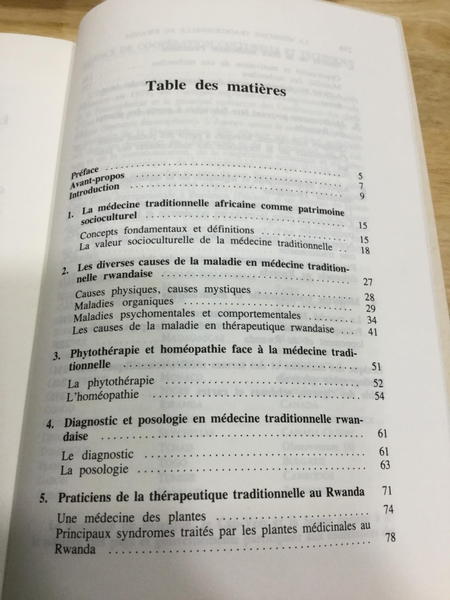 Table des matières
Préface ........ 5
Avant-propos ........ 7
Introduction ........ 9
1. La médecine traditionnelle africaine comme patrimoine
socioculturel ........ 15
Concepts fondamentaux et définitions ........ 15
La valeur socioculturelle de la médecine traditionnelle .. 18
2. Les diverses causes de la maladie en médecine tradition-
nelle rwandaise ........ 27
Causes physiques, causes mystiques ........ 28
Maladies organiques ........ 29
Maladies psychomentales et comportementales ... 34
Les causes de la maladie en thérapeutique rwandaise ... 41
3. Phytothérapie et homéopathie face à la médecine tradi-
tionnelle ........ 51
La phytothérapie ........ 52
L'homéopathie ........ 54
4. Diagnostic et posologie en médecine traditionnelle rwan-
daise ........ 61
Le diagnostic ........ 61
La posologie ........ 63
5. Praticiens de la thérapeutique traditionnelle au Rwanda 71
Une médecine des plantes ........ 74
Principaux syndromes traités par les plantes médicinales au
Rwanda ........ 78